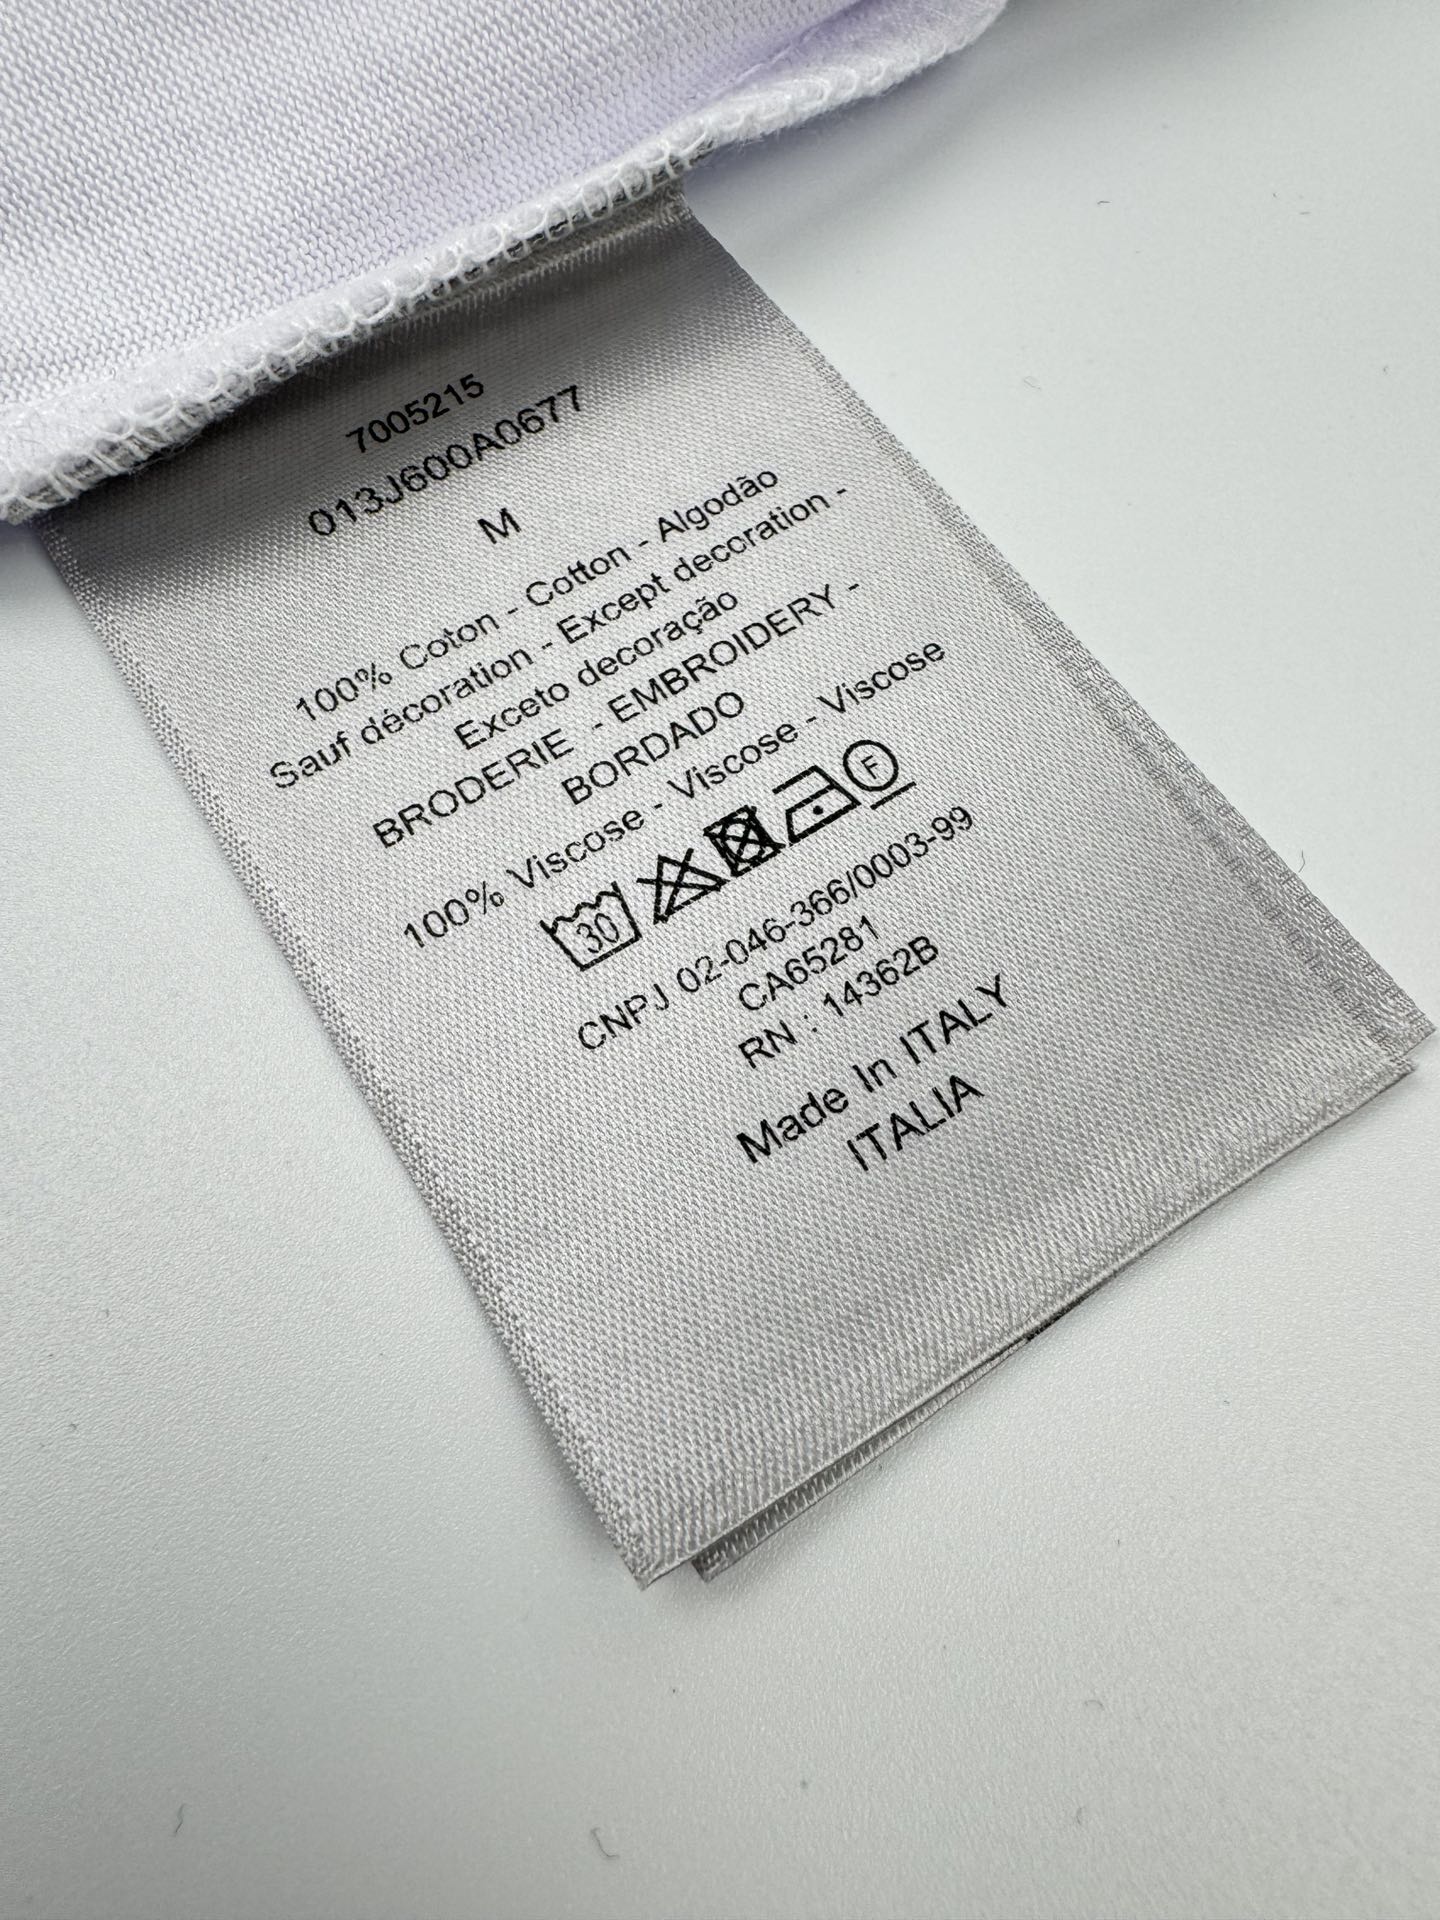 7005215
013J600A0677
M
100% Coton - Cotton - Algodão
Sauf décoration - Except decoration -
Exceto decoração
BRODERIE - EMBROIDERY -
BORDADO
100% Viscose - Viscose - Viscose
30 F
CNPJ 02-046-366/0003-99
CA65281
RN : 14362B
Made In ITALY
ITALIA